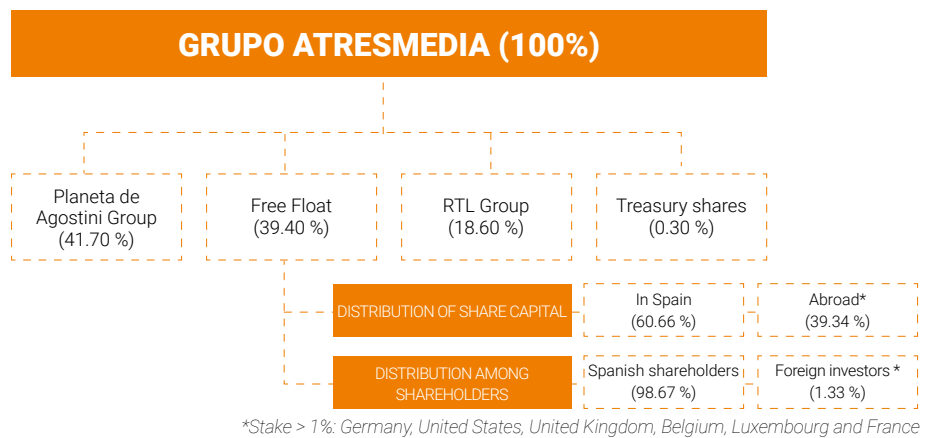 GRUPO ATRESMEDIA (100%)
Planeta de
Agostini Group
(41.70 %)
Free Float
(39.40 %)
RTL Group
(18.60 %)
Treasury shares
(0.30 %)
DISTRIBUTION OF SHARE CAPITAL
In Spain
(60.66 %)
Abroad*
(39.34 %)
DISTRIBUTION AMONG
SHAREHOLDERS
Spanish shareholders
(98.67 %)
Foreign investors *
(1.33 %)
*Stake > 1%: Germany, United States, United Kingdom, Belgium, Luxembourg and France